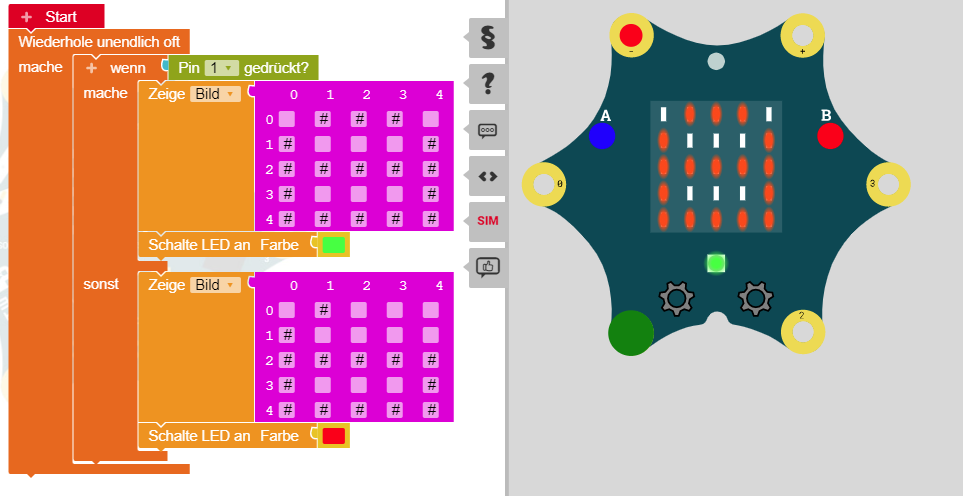 + Start
Wiederhole unendlich oft
mache + wenn Pin 1 gedrückt?
mache Zeige Bild 0 1 2 3 4
0 # # #
1 # #
2 # # # # #
3 # #
4 # # # # #
Schalte LED an Farbe
sonst Zeige Bild 0 1 2 3 4
0 #
1 #
2 # # # # #
3 # #
4 # # # # #
Schalte LED an Farbe
§
?
< >
SIM
- +
A B
0 3
2